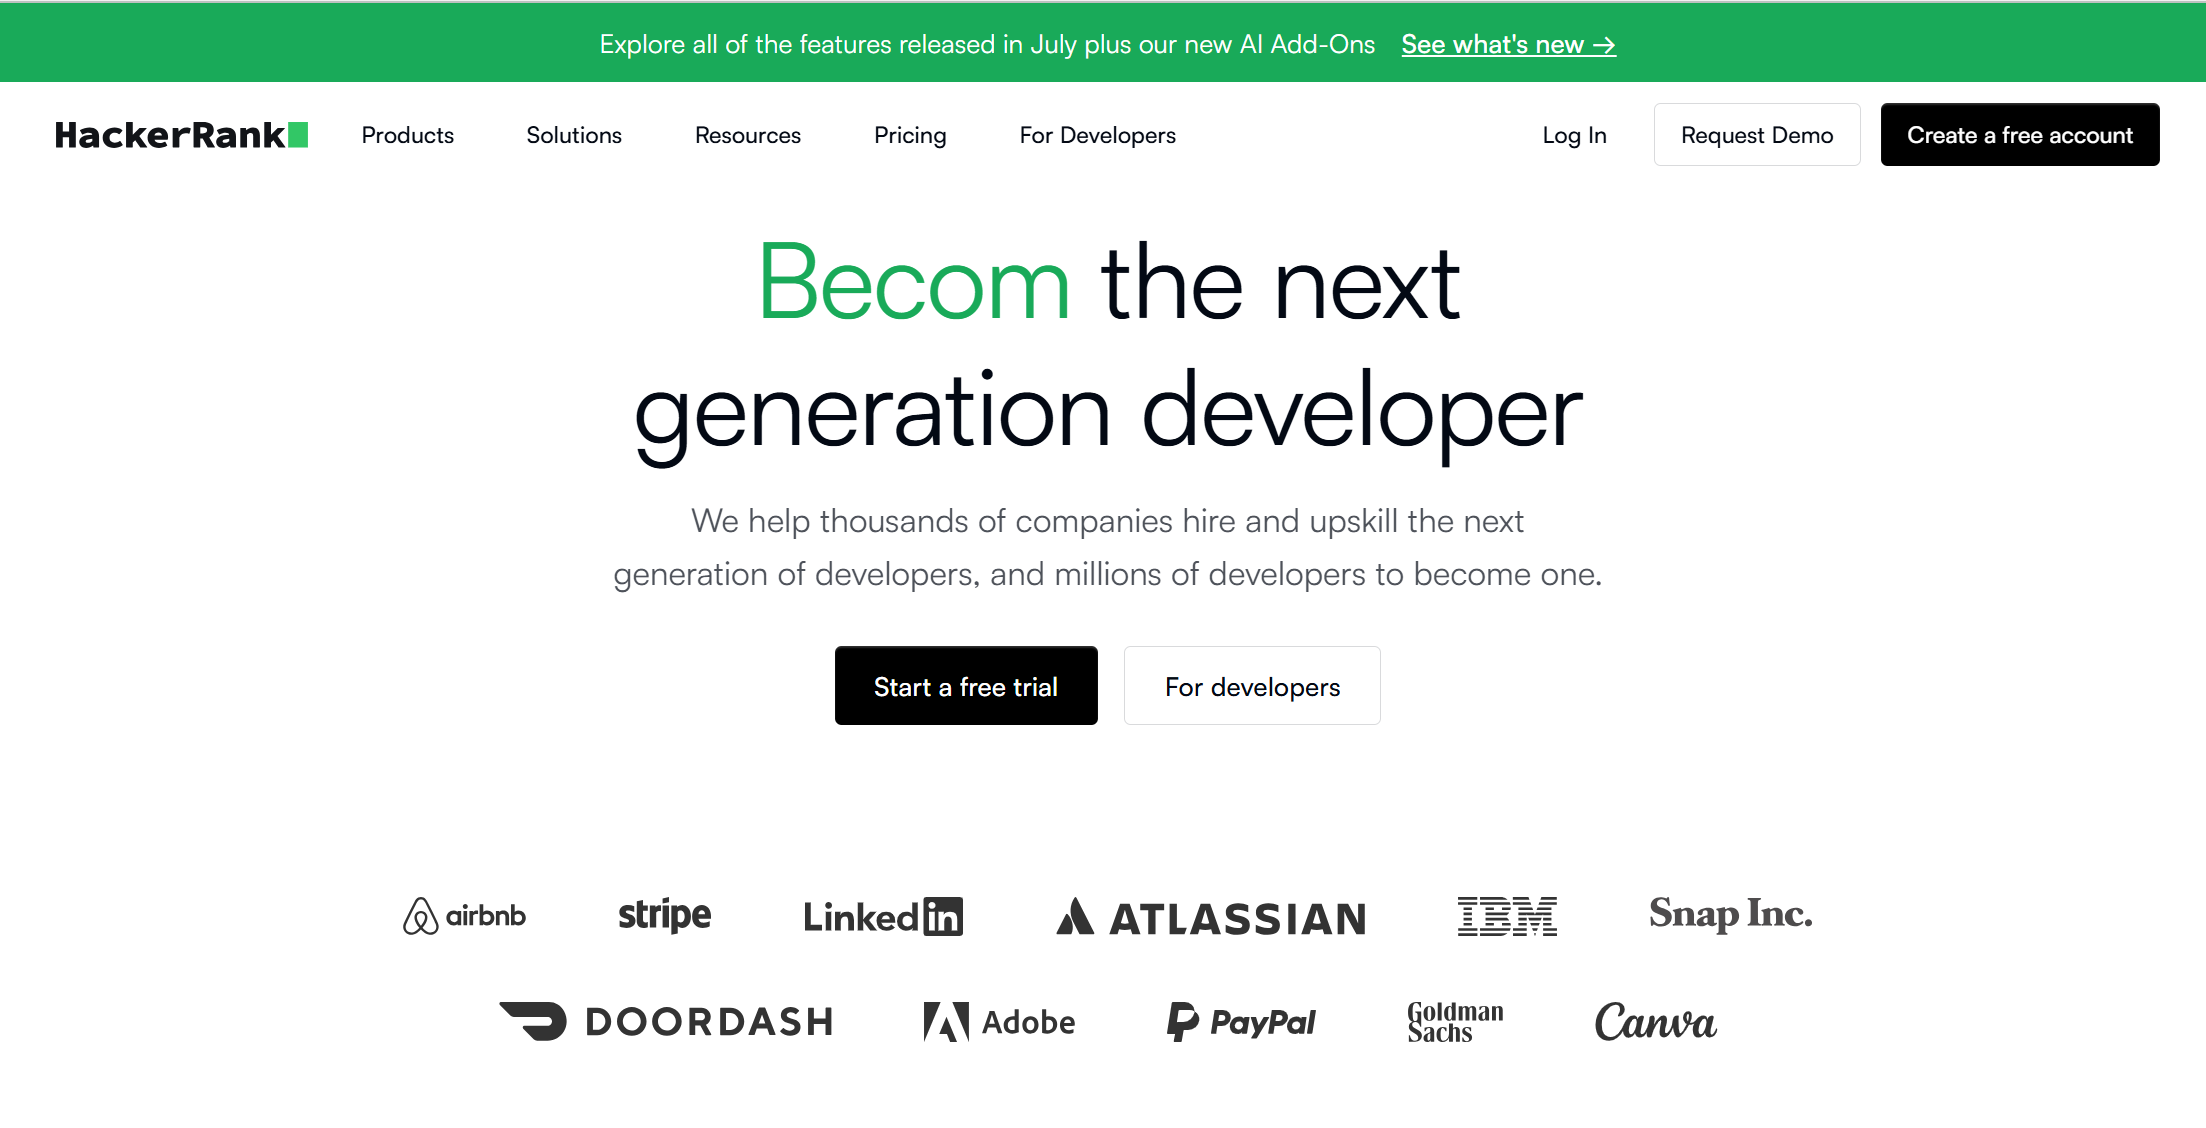 Explore all of the features released in July plus our new AI Add-Ons See what's new →
HackerRank Products Solutions Resources Pricing For Developers Log In Request Demo Create a free account
Becom the next
generation developer
We help thousands of companies hire and upskill the next
generation of developers, and millions of developers to become one.
Start a free trial For developers
airbnb stripe Linkedin ATLASSIAN IBM Snap Inc.
DOORDASH Adobe PayPal Goldman Sachs Canva